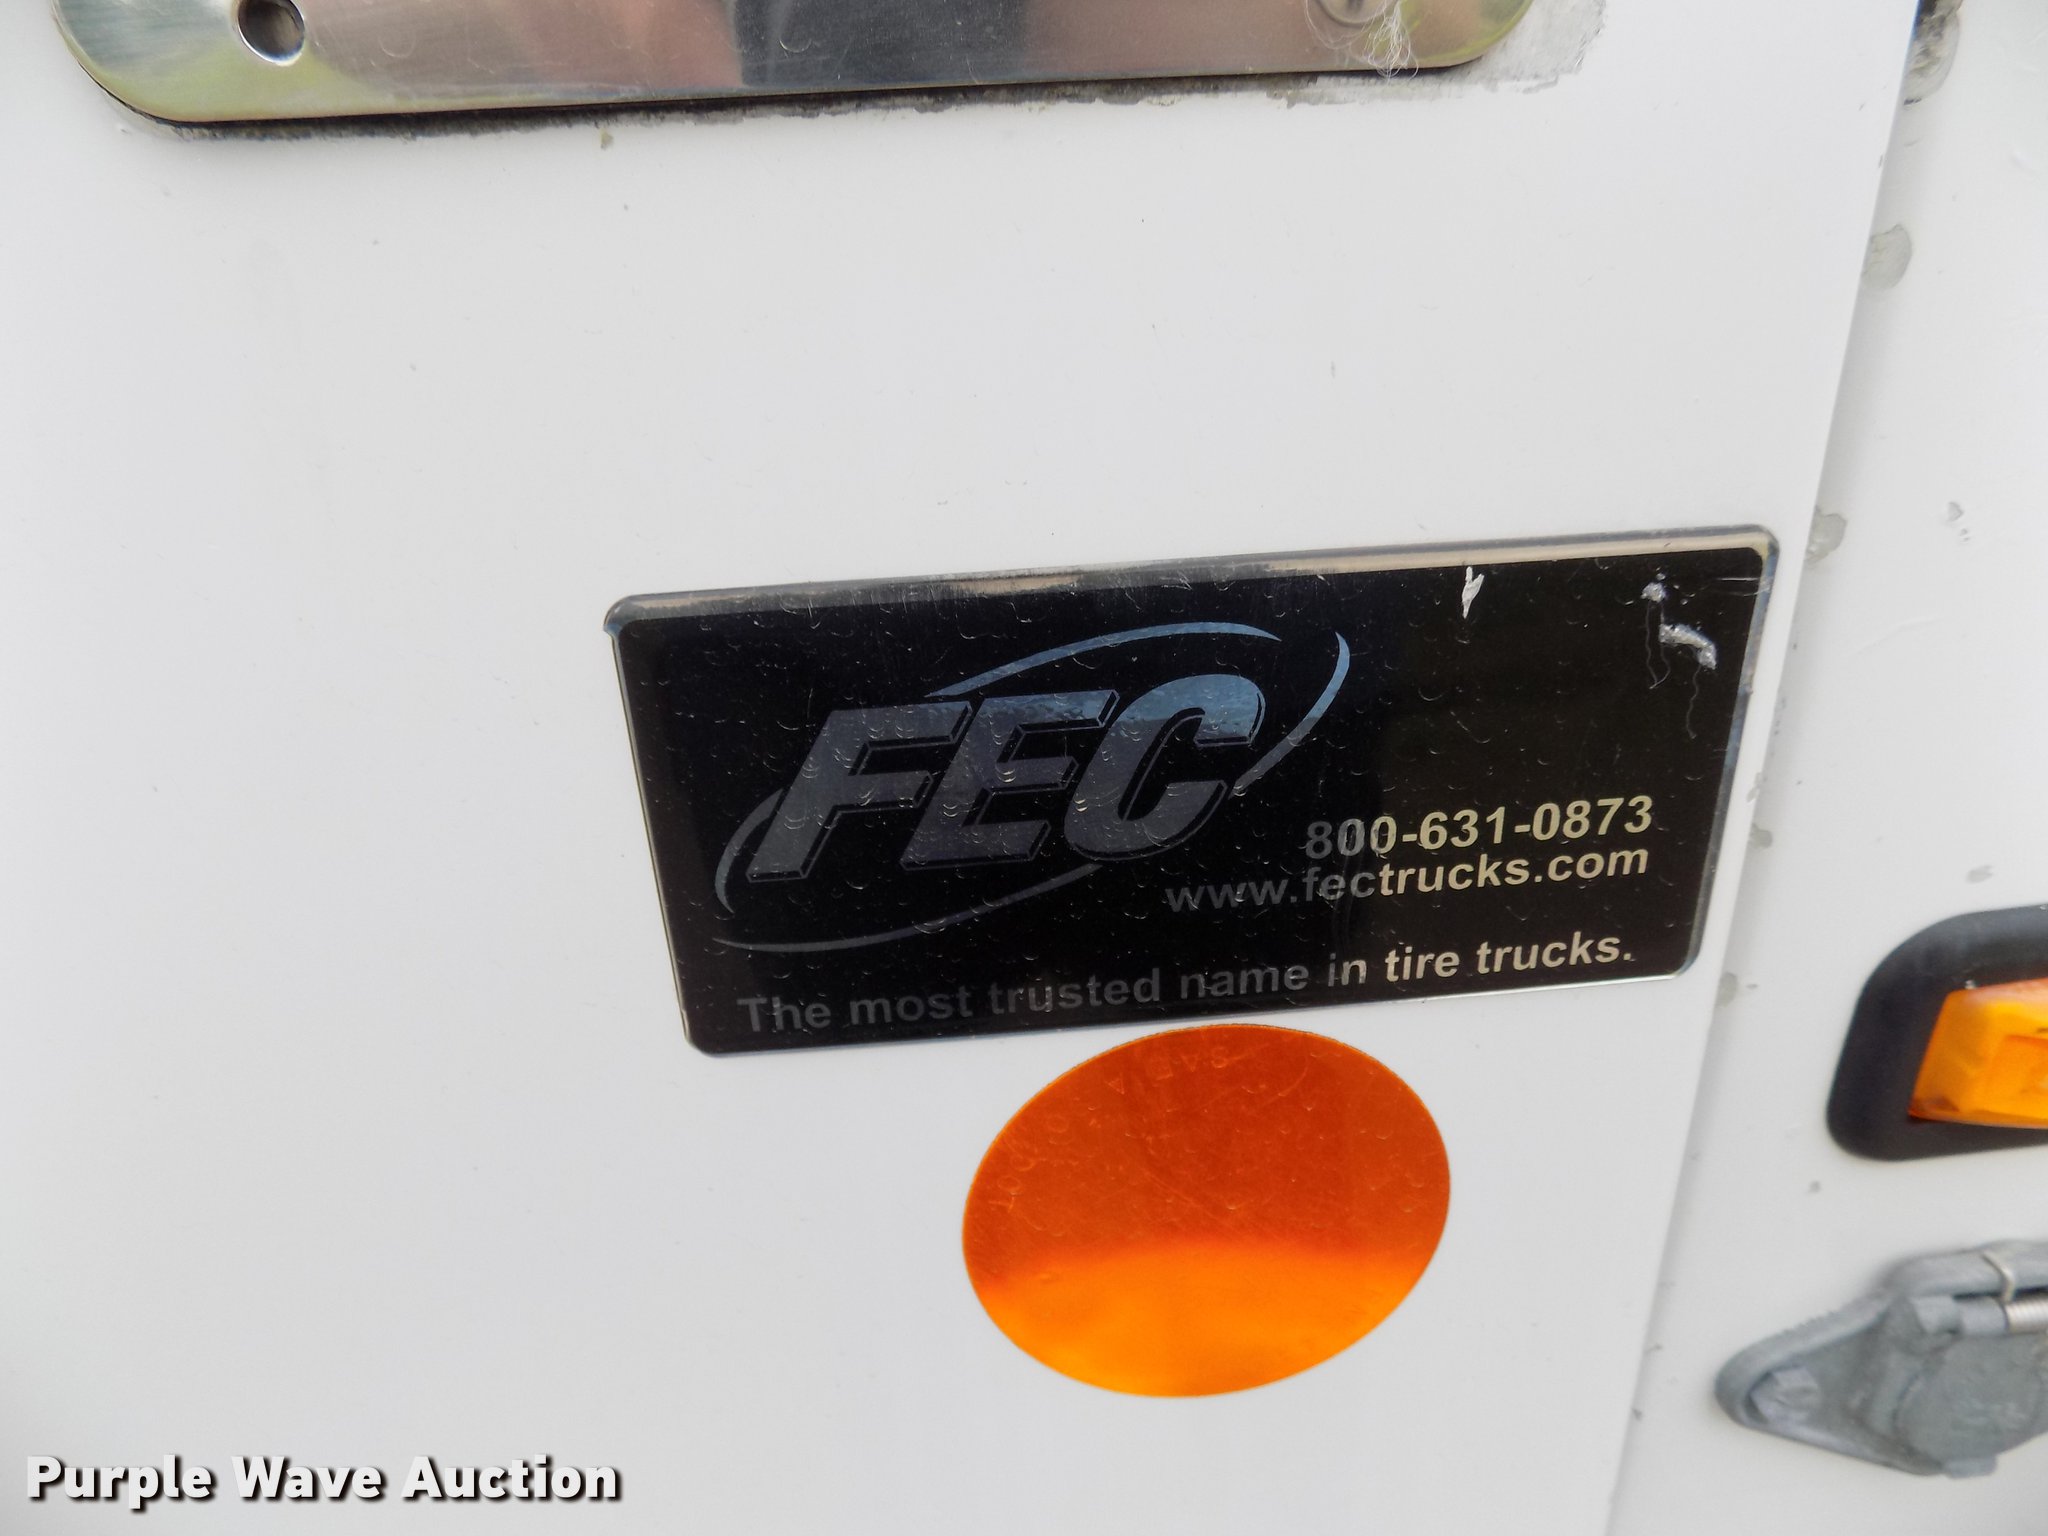 FEC
800-631-0873
www.fectrucks.com
The most trusted name in tire trucks.
Purple Wave Auction